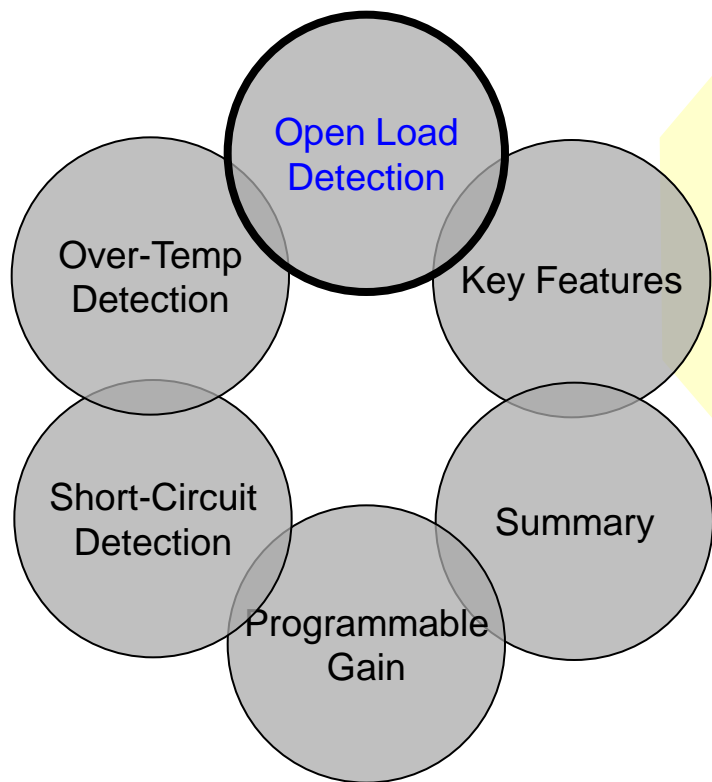 Open Load
Detection
Over-Temp
Detection
Key Features
Short-Circuit
Detection
Summary
Programmable
Gain